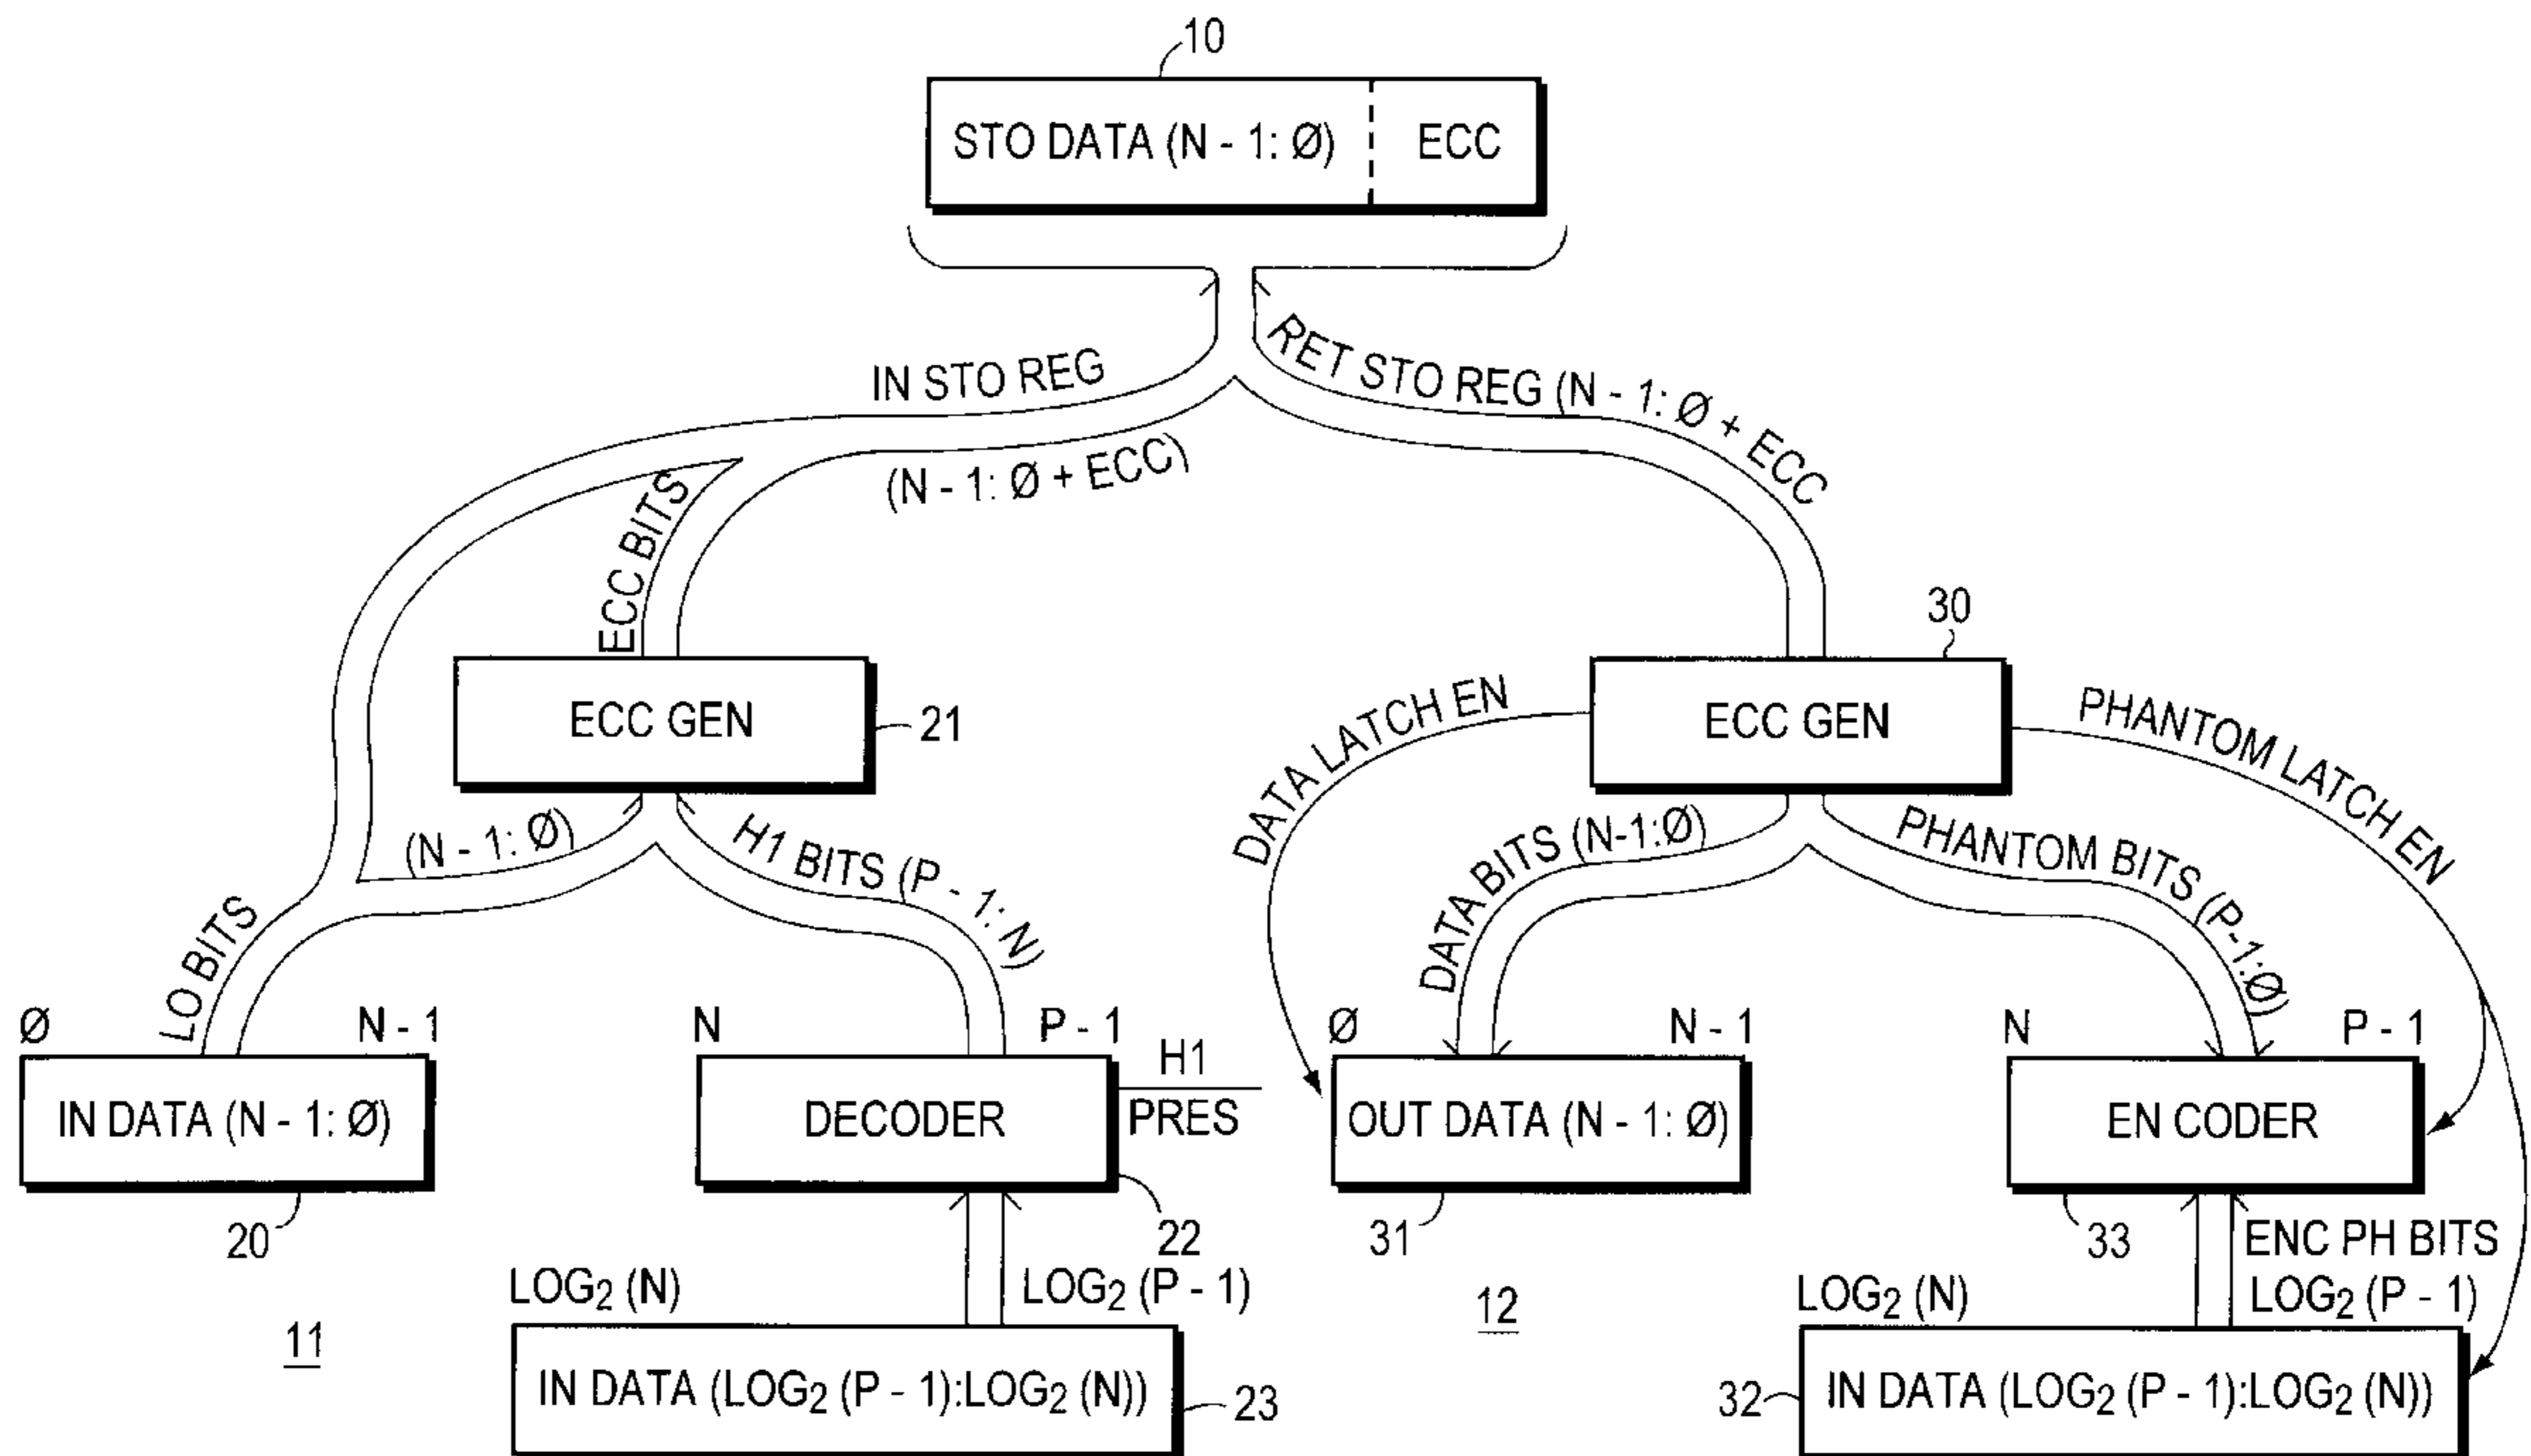 10
STO DATA (N - 1: Ø)
ECC
IN STO REG
(N - 1: Ø + ECC)
RET STO REG (N - 1: Ø + ECC
ECC BITS
ECC GEN
21
30
ECC GEN
DATA LATCH EN
PHANTOM LATCH EN
(N - 1: Ø)
H1 BITS (P - 1: N)
LO BITS
DATA BITS (N-1:Ø)
PHANTOM BITS (P-1:Ø)
Ø
N - 1
IN DATA (N - 1: Ø)
20
N
P - 1
DECODER
H1
PRES
22
Ø
N - 1
OUT DATA (N - 1: Ø)
31
N
P - 1
EN CODER
33
ENC PH BITS
LOG2 (N)
LOG2 (P - 1)
IN DATA (LOG2 (P - 1):LOG2 (N))
23
11
12
LOG2 (N)
LOG2 (P - 1)
IN DATA (LOG2 (P - 1):LOG2 (N))
32